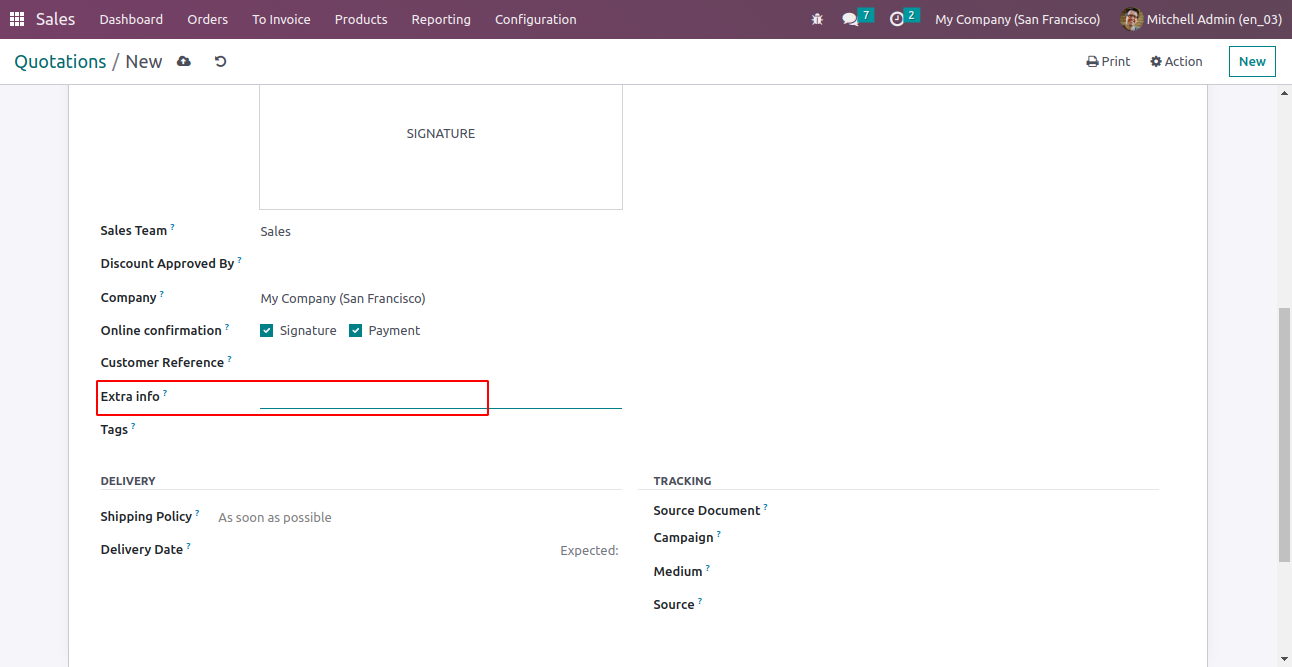 Sales Dashboard Orders To Invoice Products Reporting Configuration 7 2 My Company (San Francisco) Mitchell Admin (en_03)
Quotations / New Print Action New
SIGNATURE
Sales Team ? Sales
Discount Approved By ?
Company ? My Company (San Francisco)
Online confirmation ? Signature Payment
Customer Reference ?
Extra info ?
Tags ?
DELIVERY
Shipping Policy ? As soon as possible
Delivery Date ? Expected:
TRACKING
Source Document ?
Campaign ?
Medium ?
Source ?